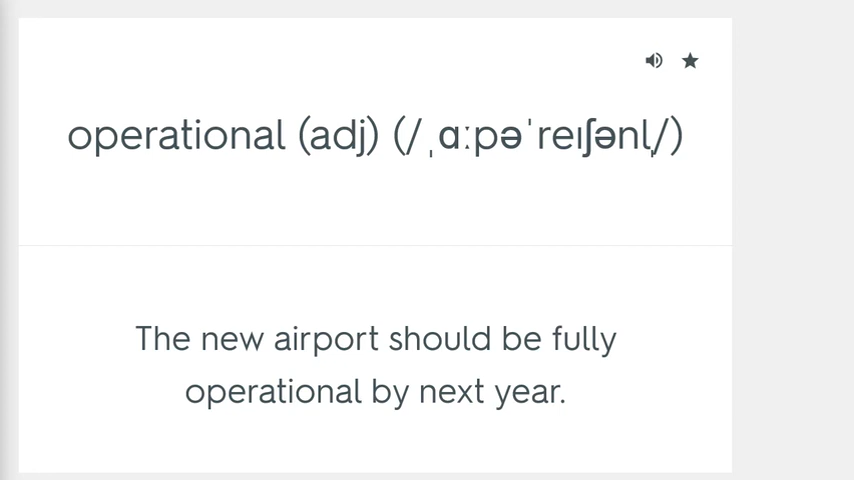 operational (adj) (/ˌɑːpəˈreɪʃənl̩/)
The new airport should be fully
operational by next year.